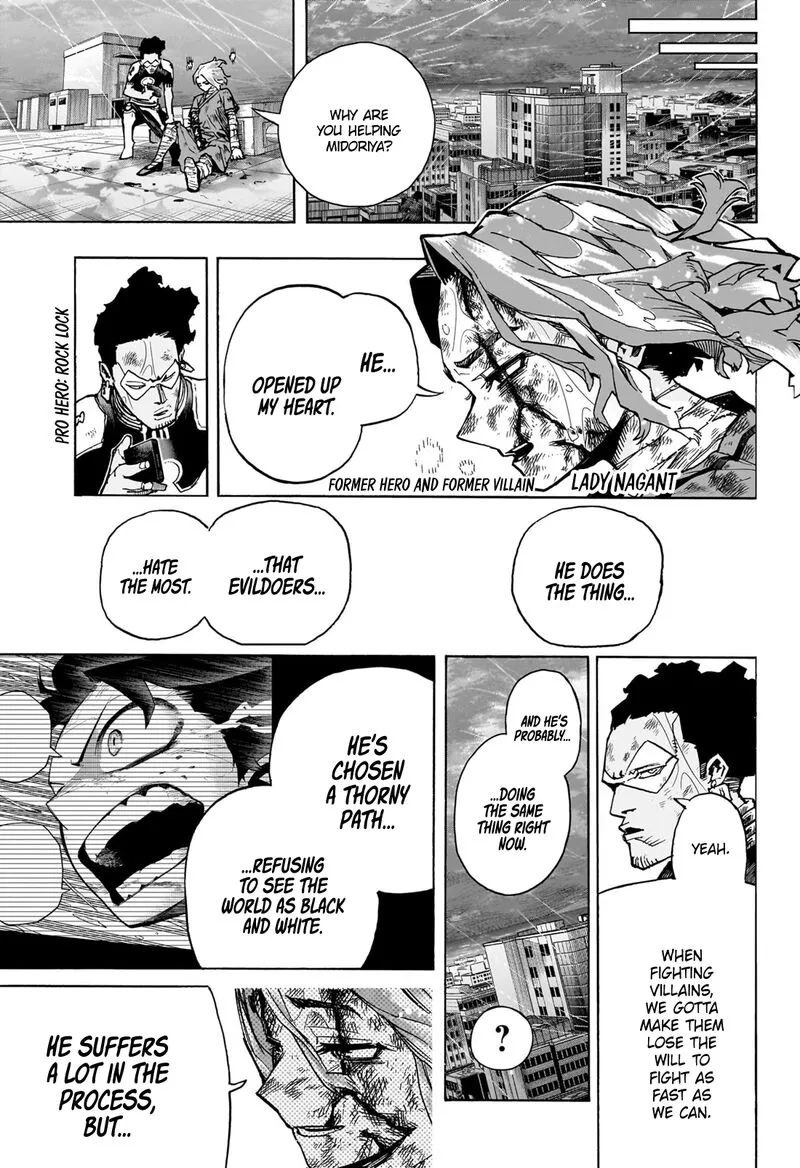 WHY ARE
YOU HELPING
MIDORIYA?
HE...
OPENED UP
MY HEART.
FORMER HERO AND FORMER VILLAIN
LADY NAGANT
PRO HERO: ROCK LOCK
HE DOES
THE THING...
...THAT
EVILDOERS...
...HATE
THE MOST.
YEAH.
WHEN
FIGHTING
VILLAINS,
WE GOTTA
MAKE THEM
LOSE THE
WILL TO
FIGHT AS
FAST AS
WE CAN.
AND HE'S
PROBABLY...
...DOING
THE SAME
THING RIGHT
NOW.
?
HE'S
CHOSEN
A THORNY
PATH...
...REFUSING
TO SEE THE
WORLD AS BLACK
AND WHITE.
HE SUFFERS
A LOT IN THE
PROCESS,
BUT...